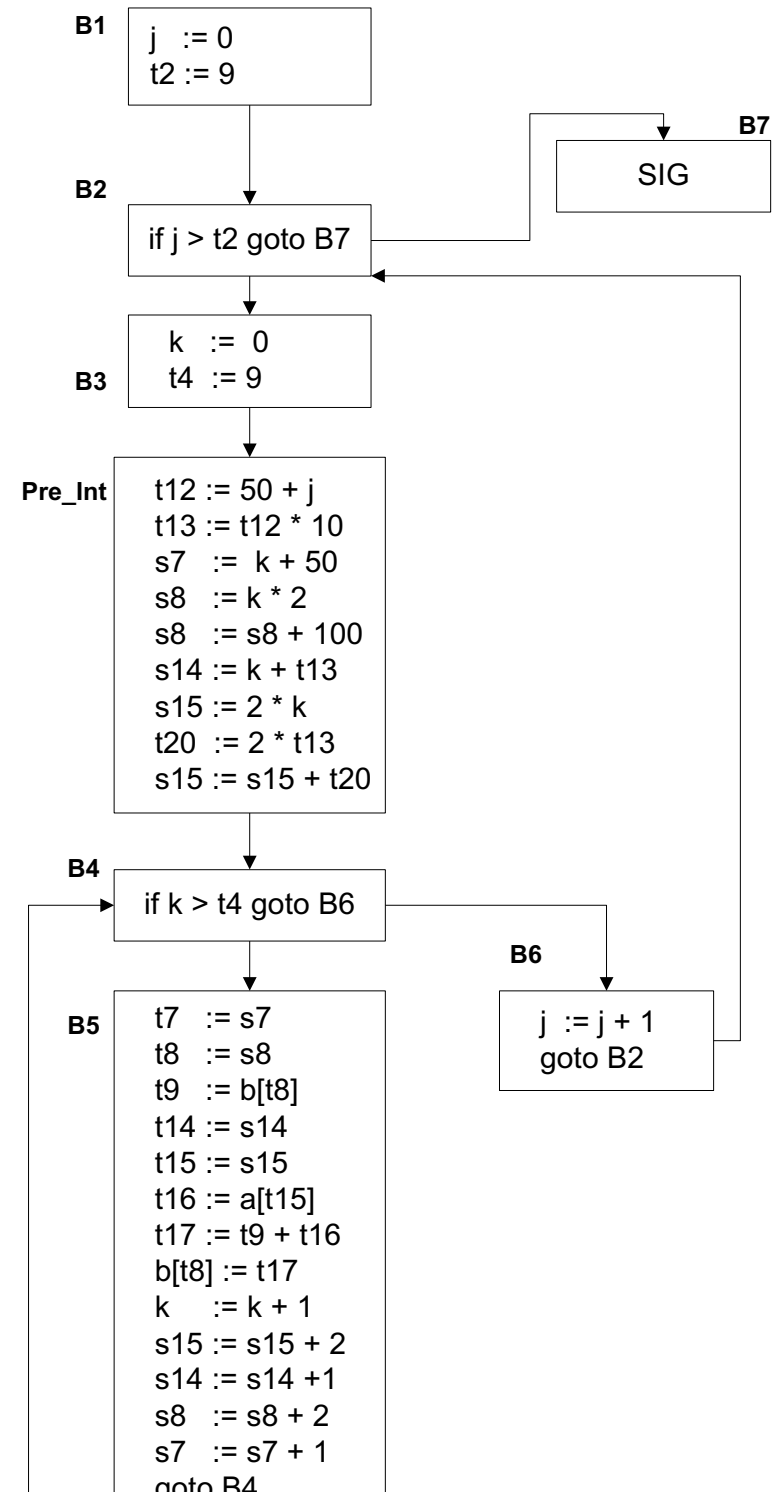 B1
j := 0
t2 := 9
B7
SIG
B2
if j > t2 goto B7
k := 0
t4 := 9
B3
Pre_Int
t12 := 50 + j
t13 := t12 * 10
s7 := k + 50
s8 := k * 2
s8 := s8 + 100
s14 := k + t13
s15 := 2 * k
t20 := 2 * t13
s15 := s15 + t20
B4
if k > t4 goto B6
B6
j := j + 1
goto B2
B5
t7 := s7
t8 := s8
t9 := b[t8]
t14 := s14
t15 := s15
t16 := a[t15]
t17 := t9 + t16
b[t8] := t17
k := k + 1
s15 := s15 + 2
s14 := s14 +1
s8 := s8 + 2
s7 := s7 + 1
goto B4